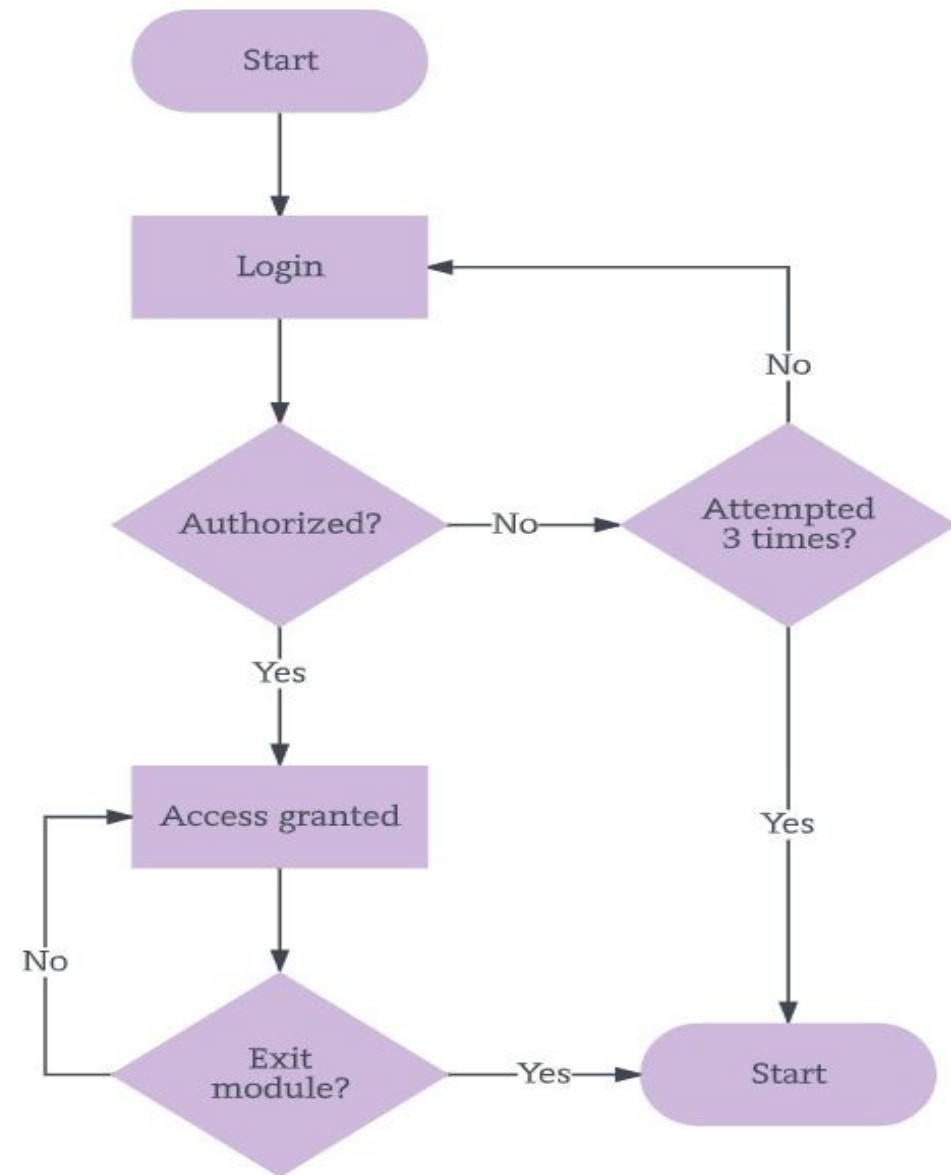 Start
Login
No
Authorized?
No
Attempted
3 times?
Yes
Access granted
Yes
No
Exit
module?
Yes
Start